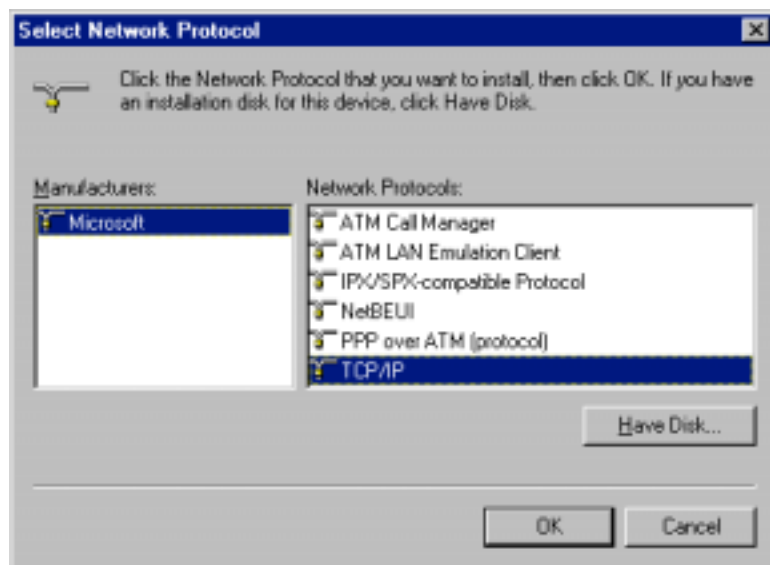 Select Network Protocol
Click the Network Protocol that you want to install, then click OK. If you have
an installation disk for this device, click Have Disk.
Manufacturers:
Microsoft
Network Protocols:
ATM Call Manager
ATM LAN Emulation Client
IPX/SPX-compatible Protocol
NetBEUI
PPP over ATM (protocol)
TCP/IP
Have Disk...
OK
Cancel